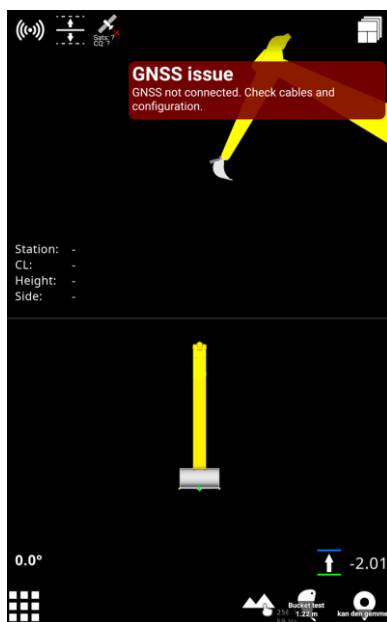 Sats: ?
CQ: ?
GNSS issue
GNSS not connected. Check cables and
configuration.
Station: -
CL: -
Height: -
Side: -
0.0°
-2.01
Bucket test
1.22 m
kan den gemme